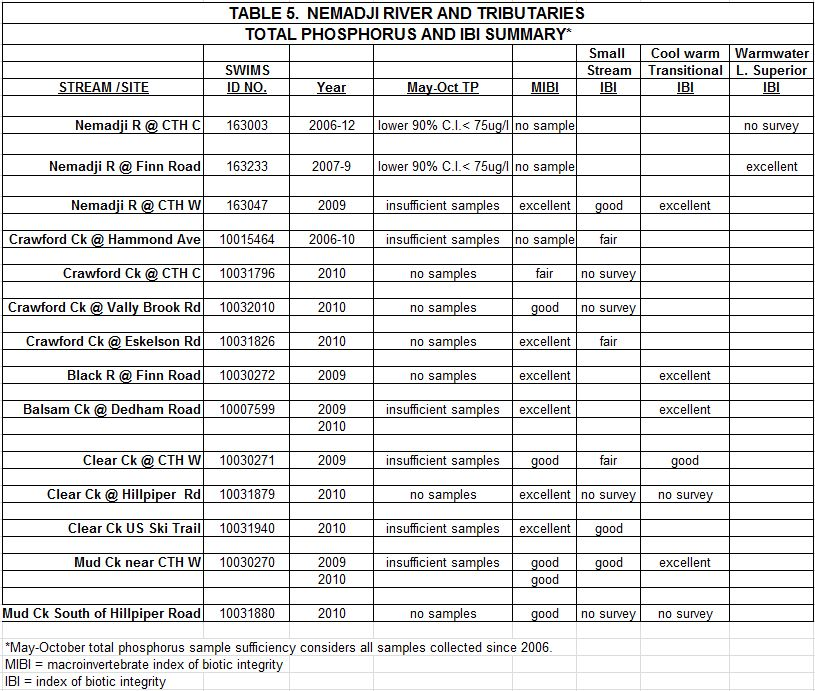 TABLE 5. NEMADJI RIVER AND TRIBUTARIES
TOTAL PHOSPHORUS AND IBI SUMMARY*
Small Cool warm Warmwater
SWIMS Stream Transitional L. Superior
STREAM /SITE ID NO. Year May-Oct TP MIBI IBI IBI IBI
Nemadji R @ CTH C 163003 2006-12 lower 90% C.I.< 75ug/l no sample no survey
Nemadji R @ Finn Road 163233 2007-9 lower 90% C.I.< 75ug/l no sample excellent
Nemadji R @ CTH W 163047 2009 insufficient samples excellent good excellent
Crawford Ck @ Hammond Ave 10015464 2006-10 insufficient samples no sample fair
Crawford Ck @ CTH C 10031796 2010 no samples fair no survey
Crawford Ck @ Vally Brook Rd 10032010 2010 no samples good no survey
Crawford Ck @ Eskelson Rd 10031826 2010 no samples excellent fair
Black R @ Finn Road 10030272 2009 no samples excellent excellent
Balsam Ck @ Dedham Road 10007599 2009 insufficient samples excellent excellent
2010
Clear Ck @ CTH W 10030271 2009 insufficient samples good fair good
Clear Ck @ Hillpiper Rd 10031879 2010 no samples excellent no survey no survey
Clear Ck US Ski Trail 10031940 2010 insufficient samples excellent good
Mud Ck near CTH W 10030270 2009 insufficient samples good good excellent
2010 good
Mud Ck South of Hillpiper Road 10031880 2010 no samples good no survey no survey
*May-October total phosphorus sample sufficiency considers all samples collected since 2006.
MIBI = macroinvertebrate index of biotic integrity
IBI = index of biotic integrity